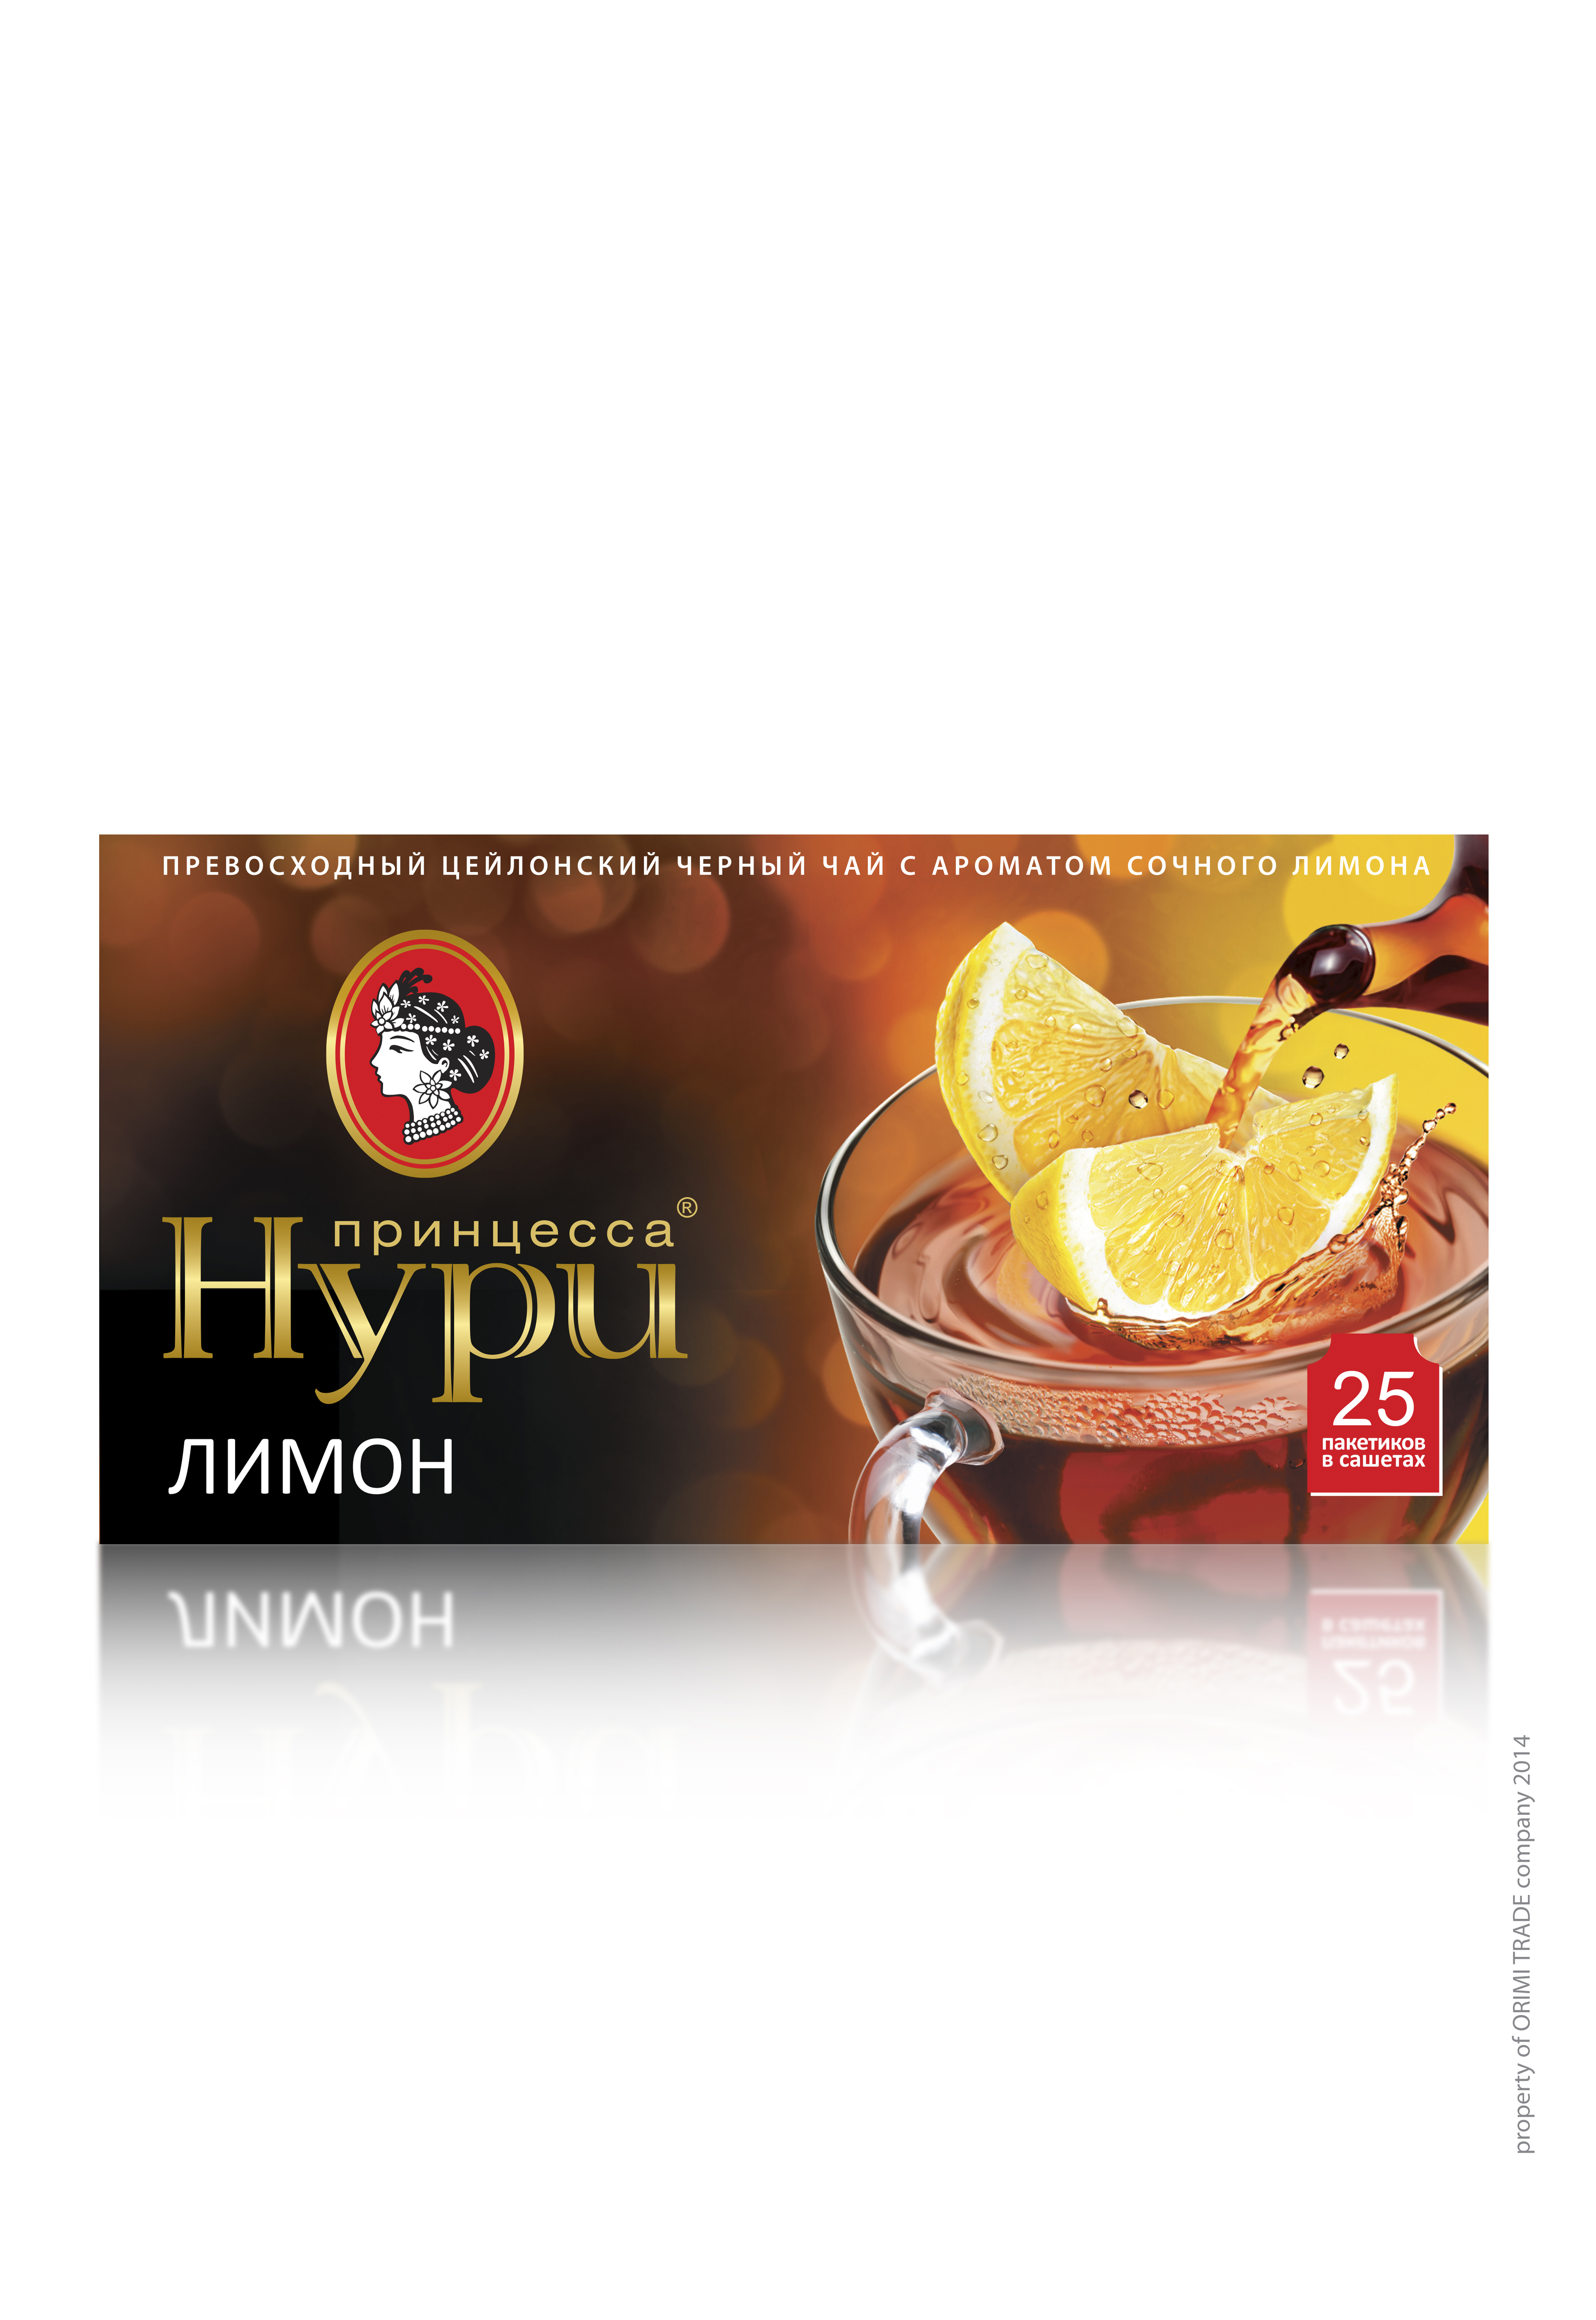 ПРЕВОСХОДНЫЙ ЦЕЙЛОНСКИЙ ЧЕРНЫЙ ЧАЙ С АРОМАТОМ СОЧНОГО ЛИМОНА
принцесса®
Нури
ЛИМОН
25
пакетиков
в сашетах
property of ORIMI TRADE company 2014